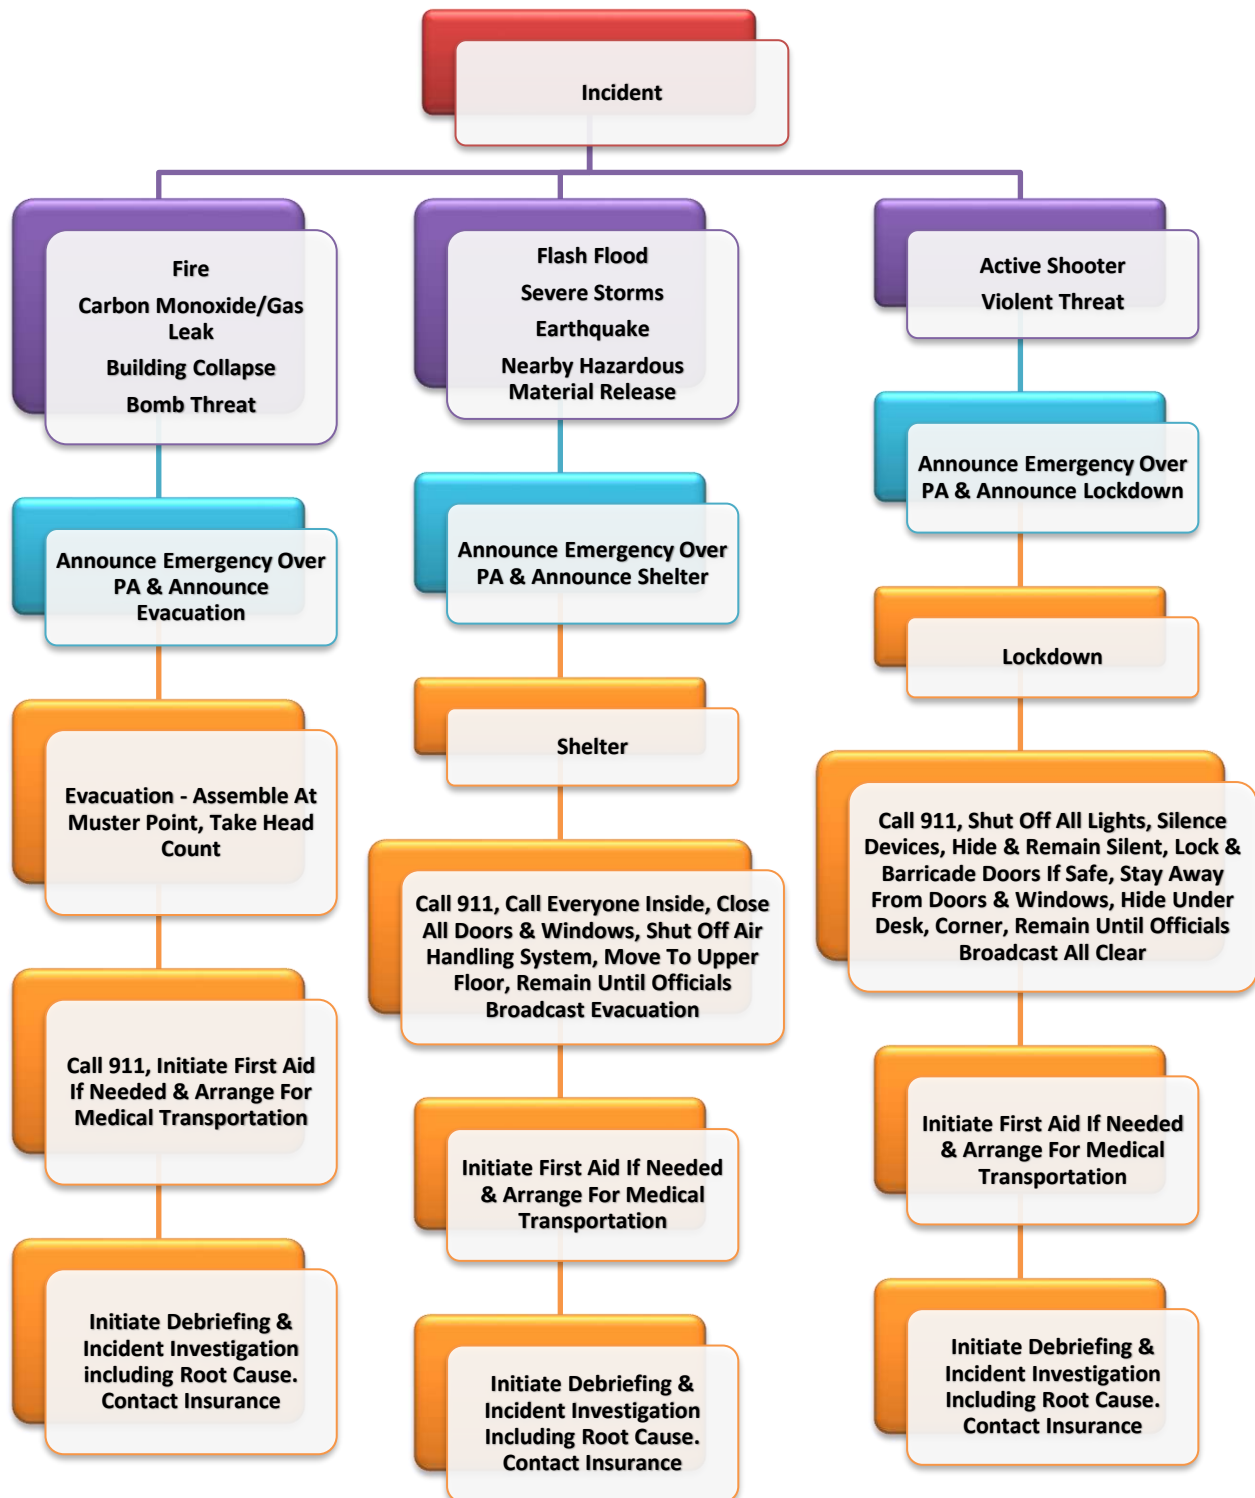 Incident
Fire
Carbon Monoxide/Gas
Leak
Building Collapse
Bomb Threat
Announce Emergency Over
PA & Announce
Evacuation
Evacuation - Assemble At
Muster Point, Take Head
Count
Call 911, Initiate First Aid
If Needed & Arrange For
Medical Transportation
Initiate Debriefing &
Incident Investigation
including Root Cause.
Contact Insurance
Flash Flood
Severe Storms
Earthquake
Nearby Hazardous
Material Release
Announce Emergency Over
PA & Announce Shelter
Shelter
Call 911, Call Everyone Inside, Close
All Doors & Windows, Shut Off Air
Handling System, Move To Upper
Floor, Remain Until Officials
Broadcast Evacuation
Initiate First Aid If Needed
& Arrange For Medical
Transportation
Initiate Debriefing &
Incident Investigation
Including Root Cause.
Contact Insurance
Active Shooter
Violent Threat
Announce Emergency Over
PA & Announce Lockdown
Lockdown
Call 911, Shut Off All Lights, Silence
Devices, Hide & Remain Silent, Lock &
Barricade Doors If Safe, Stay Away
From Doors & Windows, Hide Under
Desk, Corner, Remain Until Officials
Broadcast All Clear
Initiate First Aid If Needed
& Arrange For Medical
Transportation
Initiate Debriefing &
Incident Investigation
Including Root Cause.
Contact Insurance